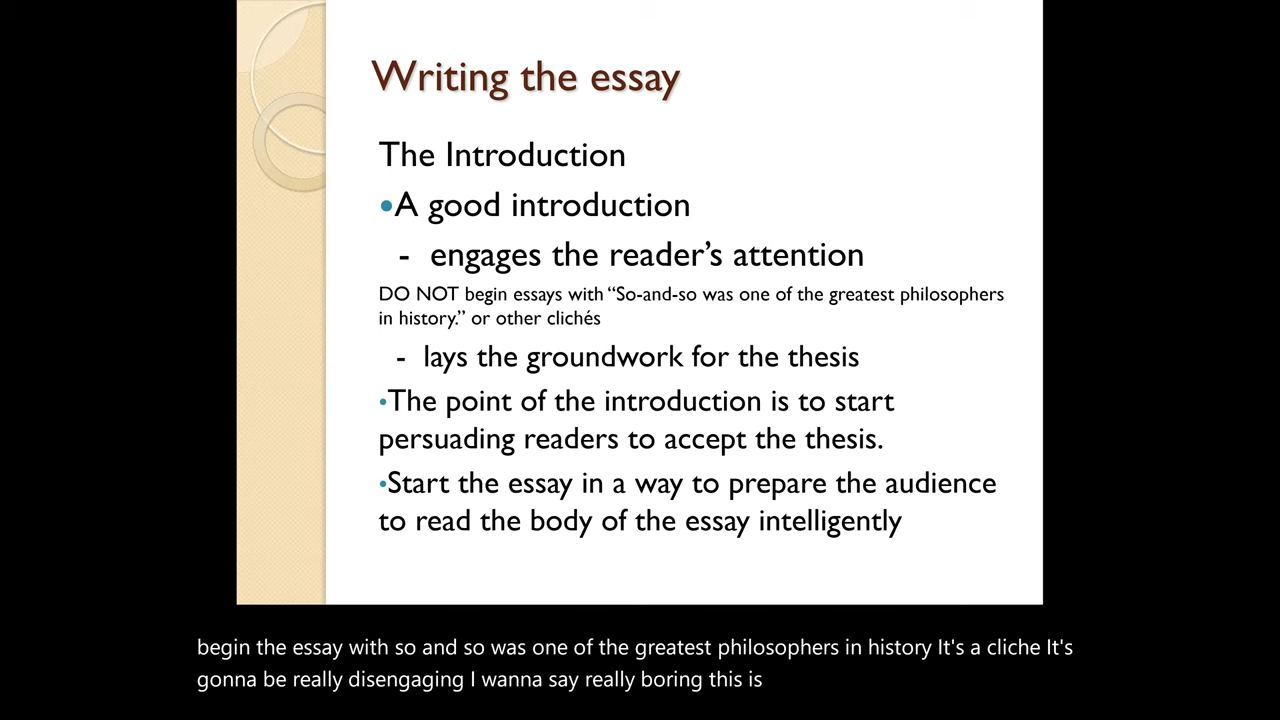 Writing the essay
The Introduction
•A good introduction
- engages the reader’s attention
DO NOT begin essays with “So-and-so was one of the greatest philosophers
in history.” or other clichés
- lays the groundwork for the thesis
•The point of the introduction is to start
persuading readers to accept the thesis.
•Start the essay in a way to prepare the audience
to read the body of the essay intelligently
begin the essay with so and so was one of the greatest philosophers in history It's a cliche It's
gonna be really disengaging I wanna say really boring this is